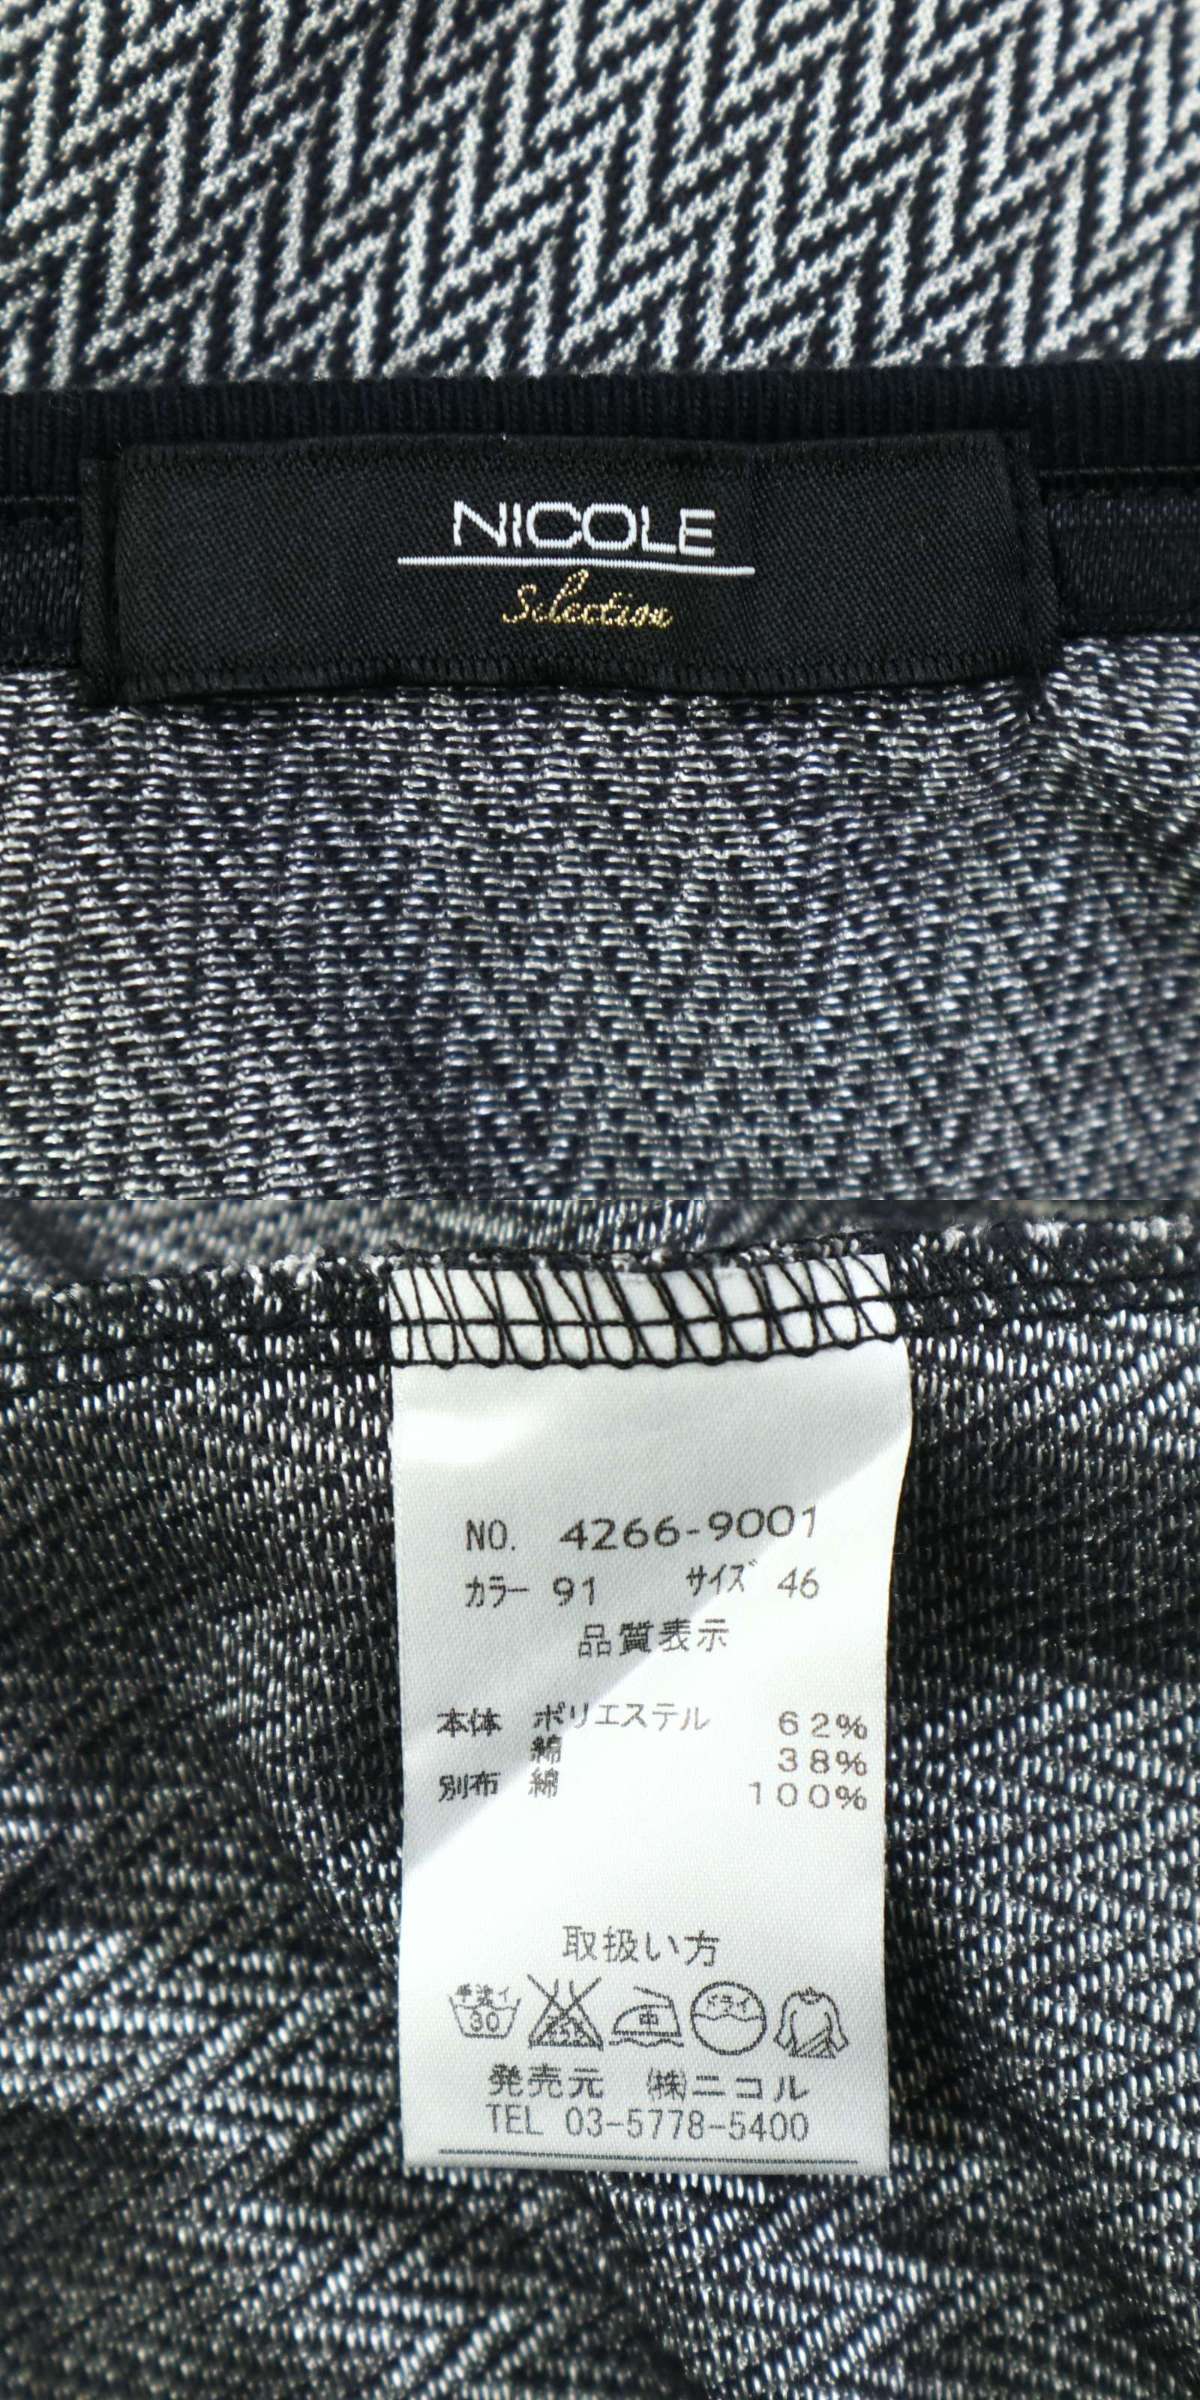 NICOLE
Selection
NO. 4266-9001
カラー 91 サイズ 46
品質表示
本体 ポリエステル 62%
綿 38%
別布 綿 100%
取扱い方
手洗イ
30
中
ドライ
発売元 (株)ニコル
TEL 03-5778-5400